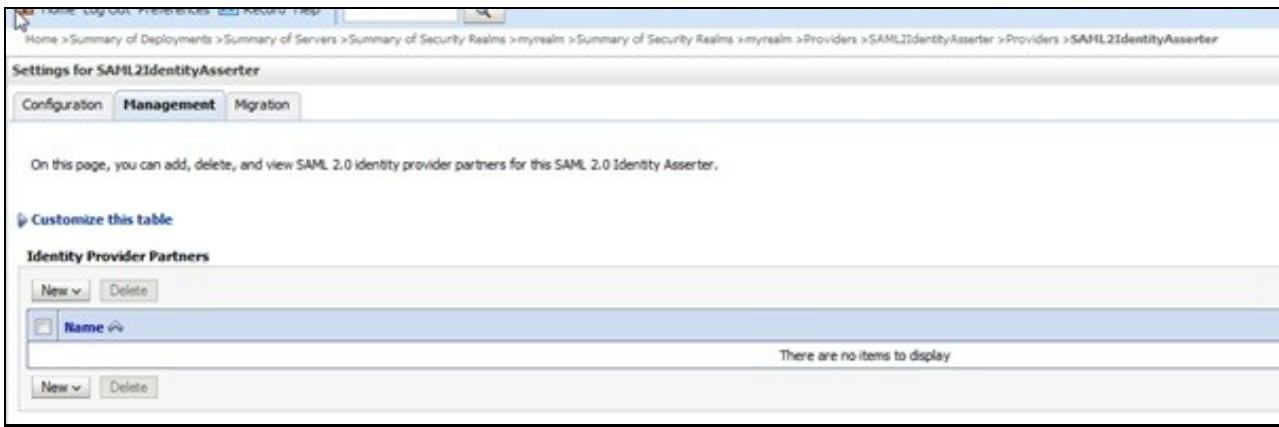 Home Log Out Preferences Record Help
Home >Summary of Deployments >Summary of Servers >Summary of Security Realms >myrealm >Summary of Security Realms >myrealm >Providers >SAML2IdentityAsserter >Providers >SAML2IdentityAsserter
Settings for SAML2IdentityAsserter
Configuration Management Migration
On this page, you can add, delete, and view SAML 2.0 identity provider partners for this SAML 2.0 Identity Asserter.
Customize this table
Identity Provider Partners
New Delete
Name
There are no items to display
New Delete